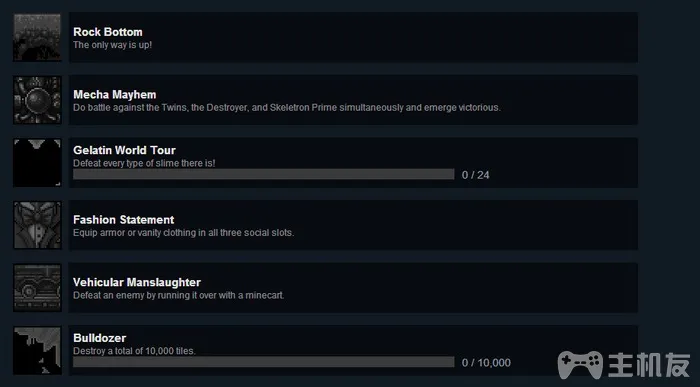 Rock Bottom
The only way is up!
Mecha Mayhem
Do battle against the Twins, the Destroyer, and Skeletron Prime simultaneously and emerge victorious.
Gelatin World Tour
Defeat every type of slime there is!
0 / 24
Fashion Statement
Equip armor or vanity clothing in all three social slots.
Vehicular Manslaughter
Defeat an enemy by running it over with a minecart.
Bulldozer
Destroy a total of 10,000 tiles.
0 / 10,000
主机友